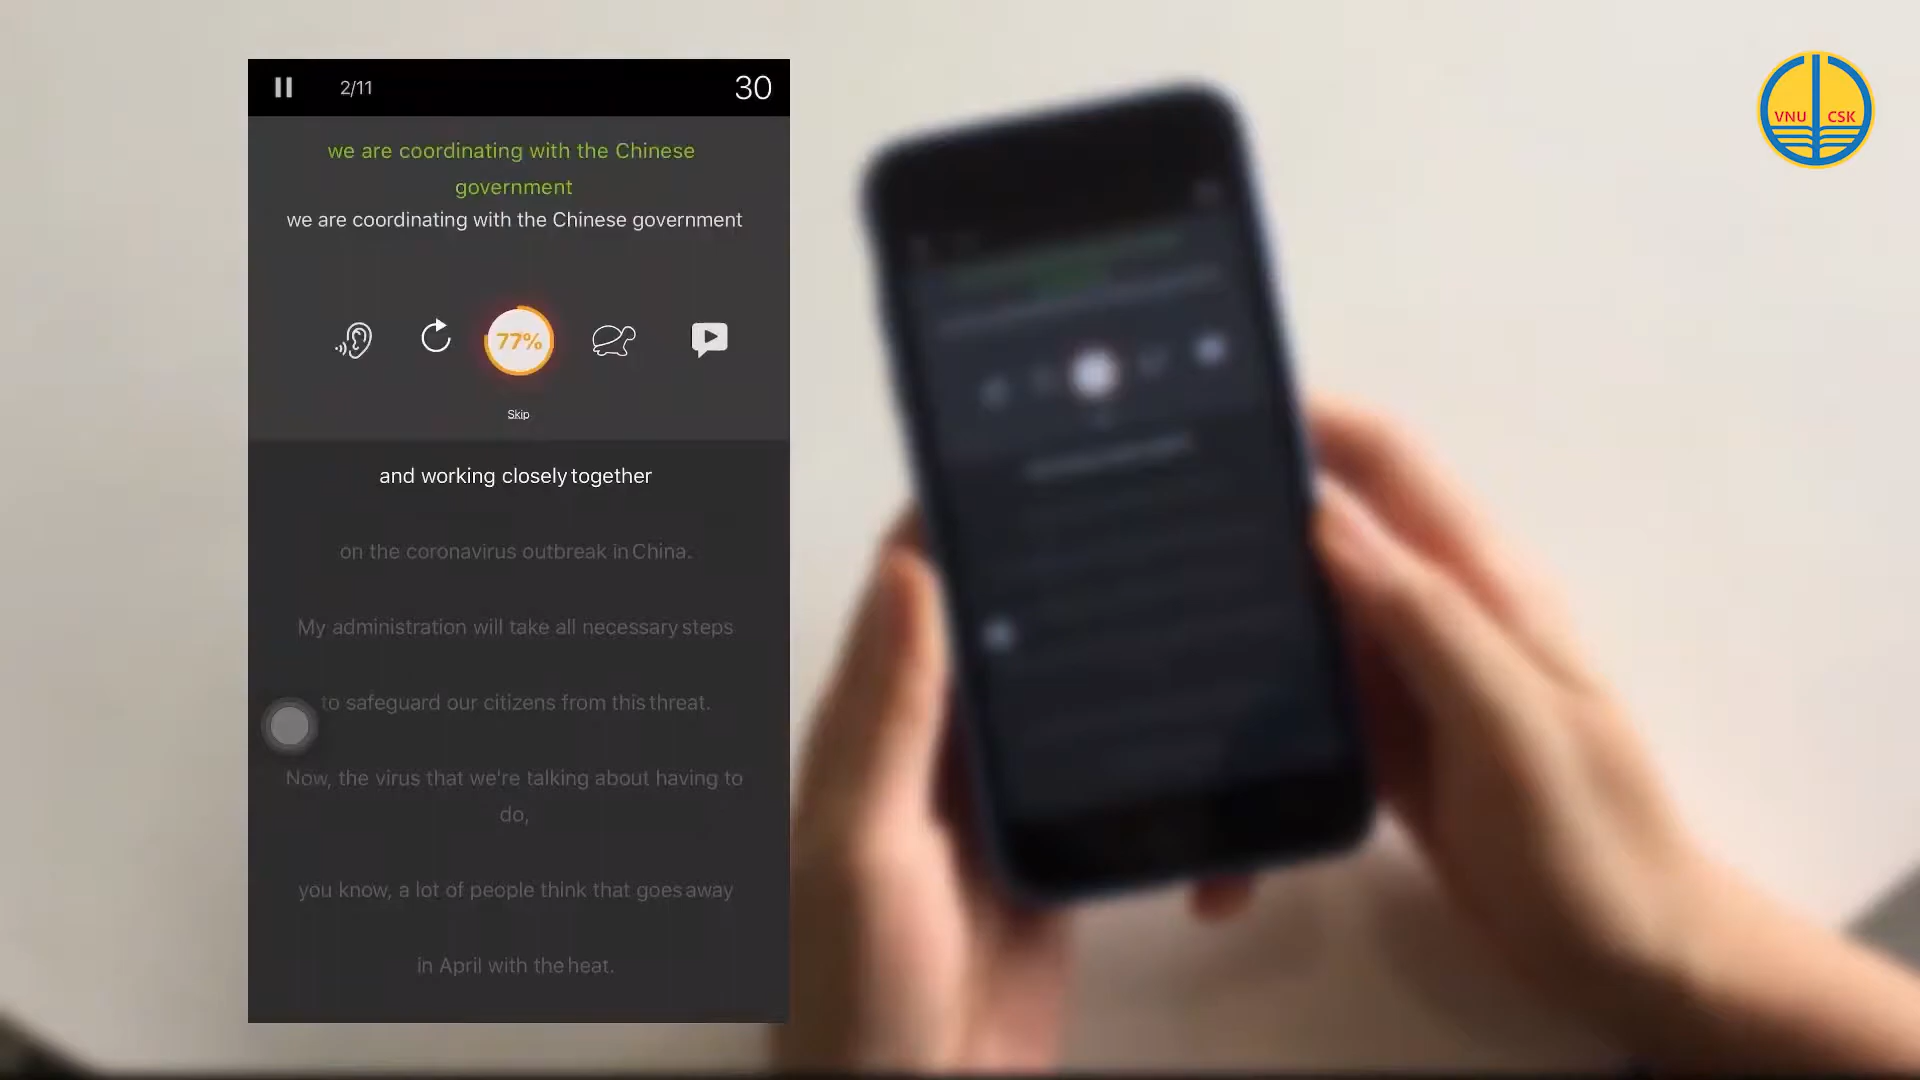 2/11
30
we are coordinating with the Chinese
government
we are coordinating with the Chinese government
77%
Skip
and working closely together
on the coronavirus outbreak in China.
My administration will take all necessary steps
to safeguard our citizens from this threat.
Now, the virus that we're talking about having to
do,
you know, a lot of people think that goes away
in April with the heat.
VNU CSK